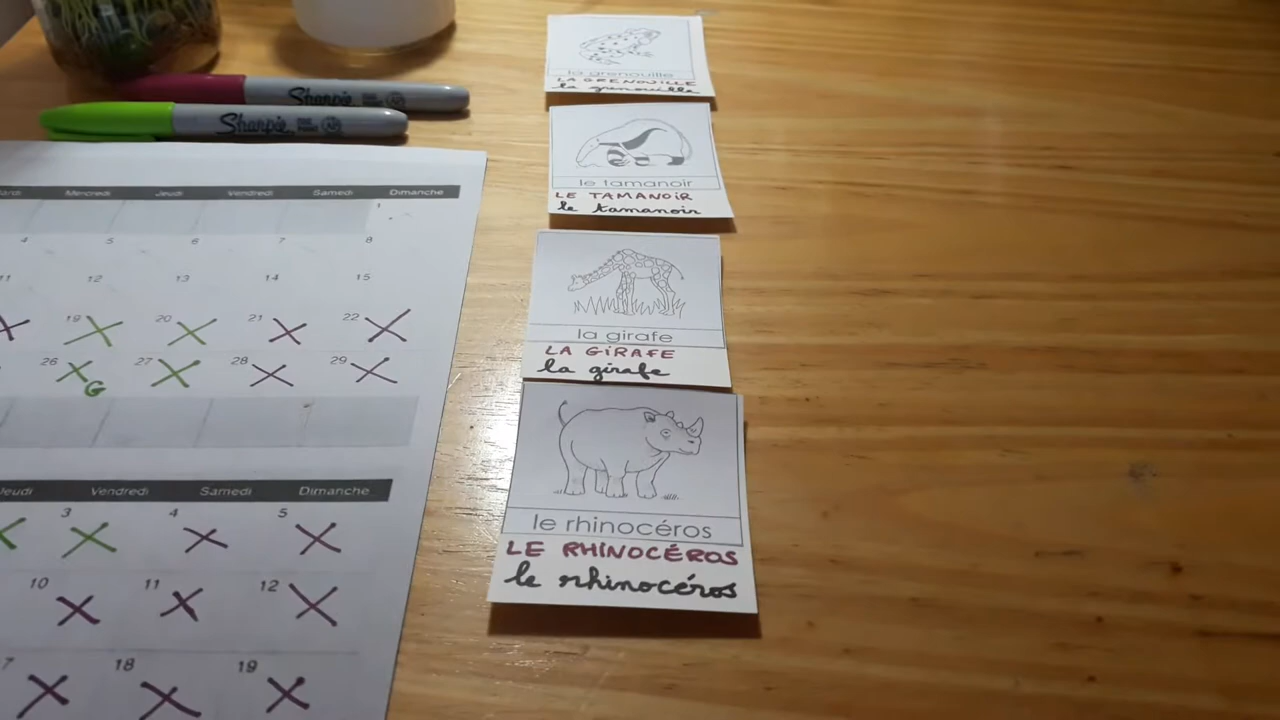 Sharpie
Sharpie
Mardi Mercredi Jeudi Vendredi Samedi Dimanche
1
4 5 6 7 8
11 12 13 14 15
19 20 21 22
26 27 28 29
G
Jeudi Vendredi Samedi Dimanche
3 4 5
10 11 12
18 19
la grenouille
LA GRENOUILLE
la grenouille
le tamanoir
LE TAMANOIR
le tamanoir
la girafe
LA GIRAFE
la girafe
le rhinocéros
LE RHINOCÉROS
le rhinocéros